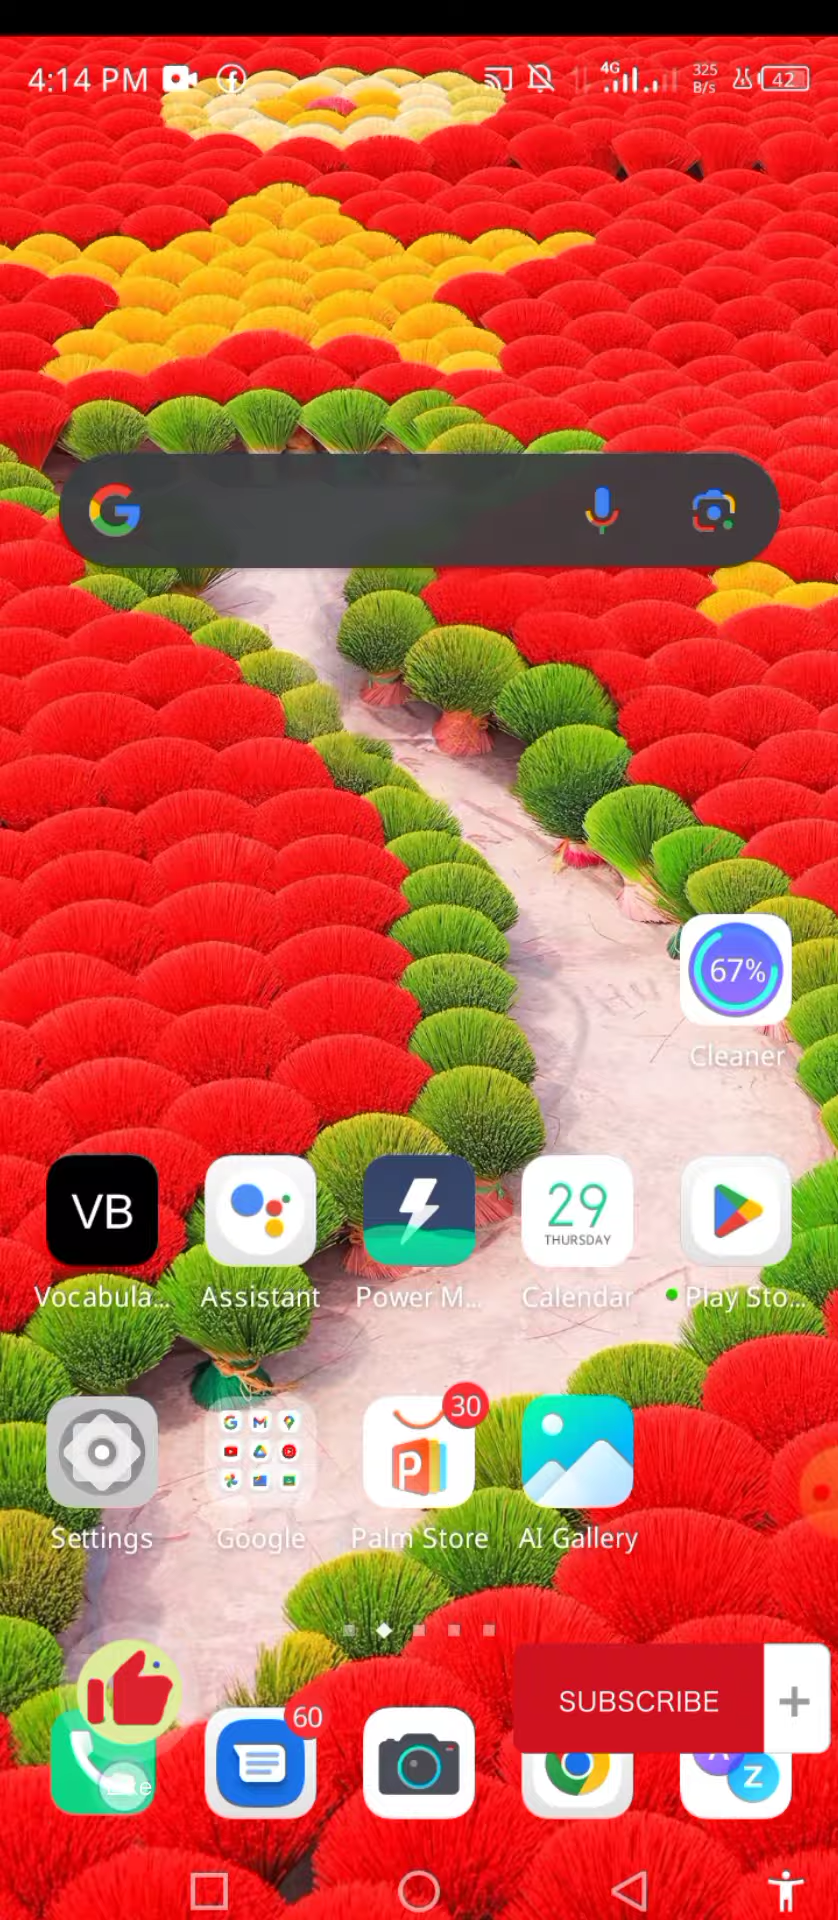 4:14 PM
4G
325
B/s
42
67%
Cleaner
VB
29
THURSDAY
Vocabula...
Assistant
Power M...
Calendar
Play Sto...
30
P
Settings
Google
Palm Store
AI Gallery
SUBSCRIBE
+
60
Z